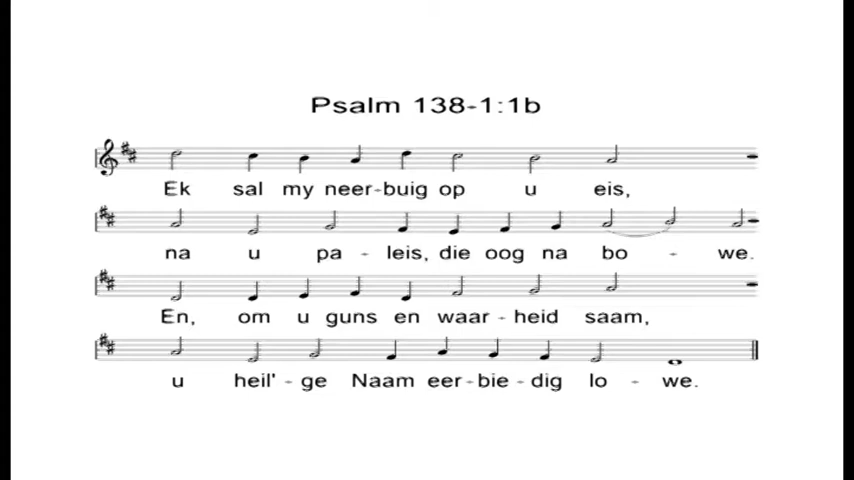 Psalm 138-1:1b
Ek sal my neer-buig op u eis,
na u pa - leis, die oog na bo - we.
En, om u guns en waar - heid saam,
u heil' - ge Naam eer - bie - dig lo - we.